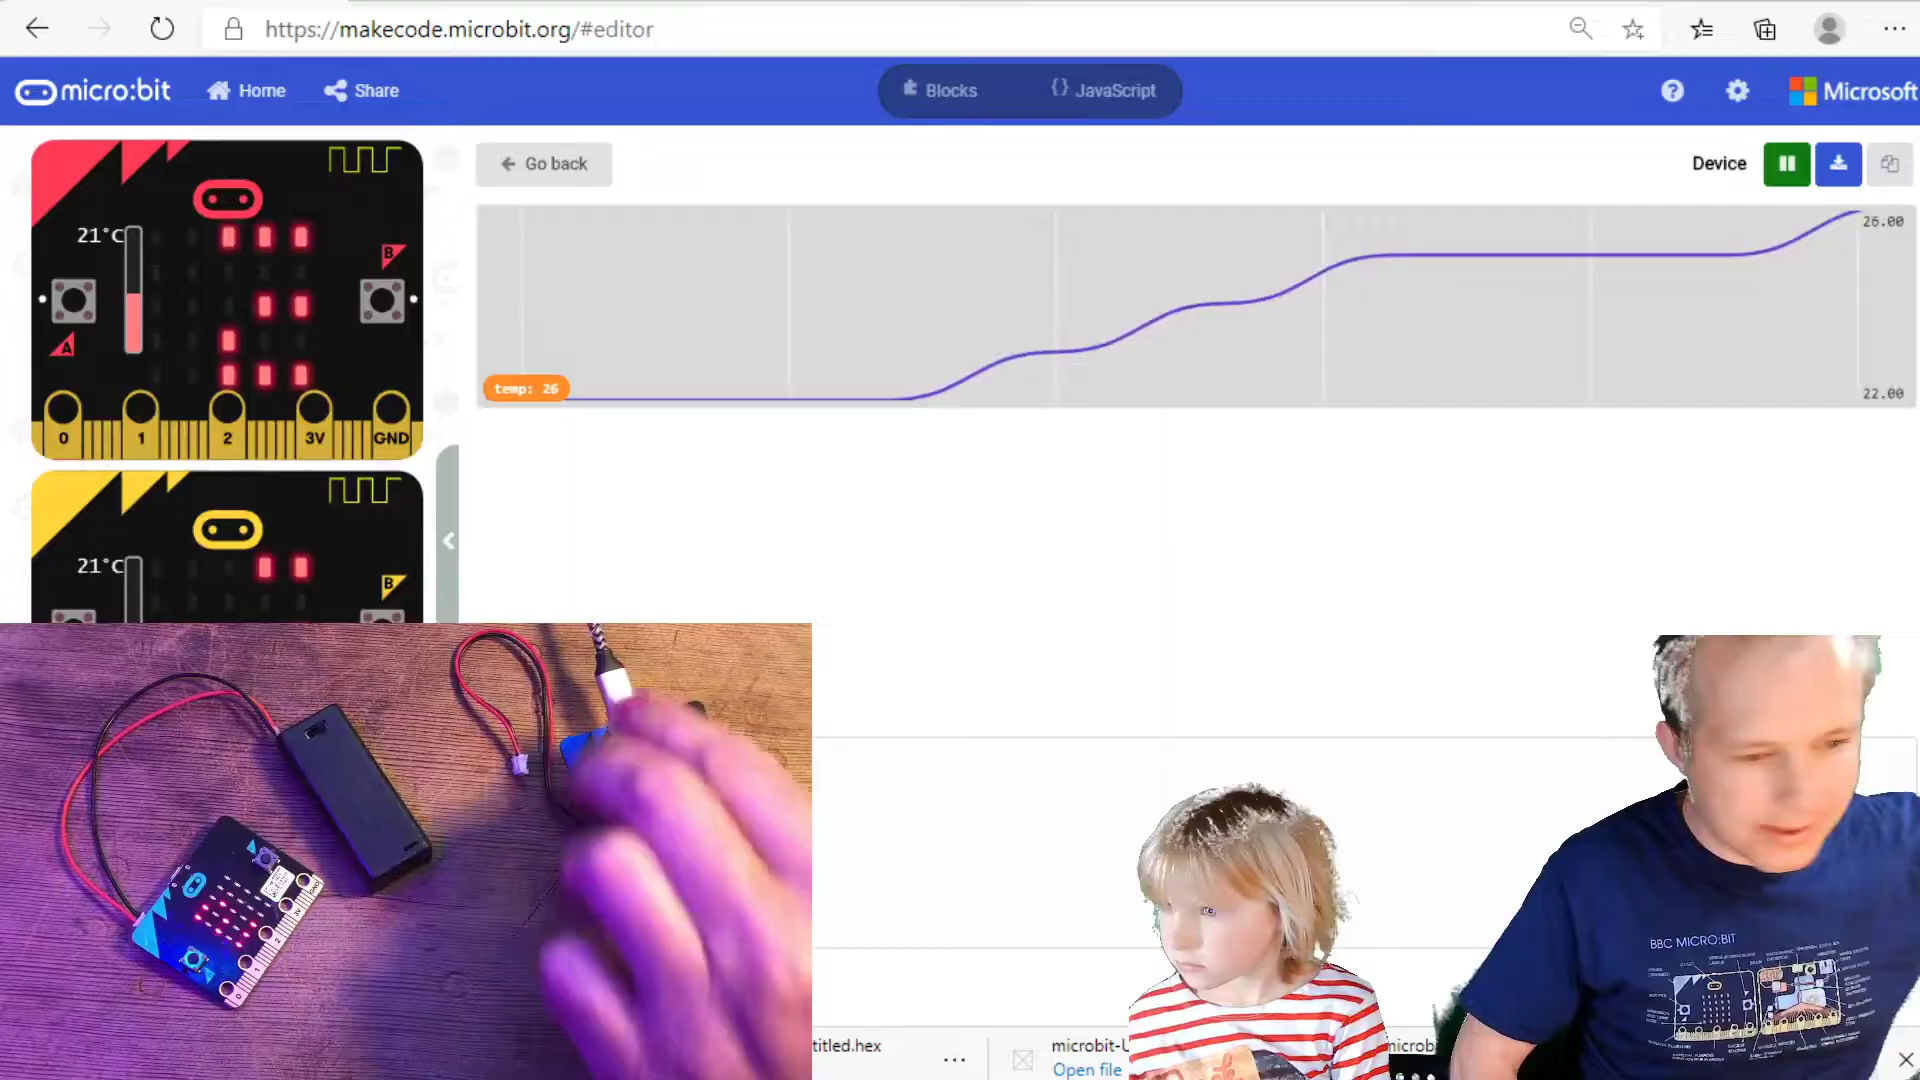 https://makecode.microbit.org/#editor
micro:bit
Home
Share
Blocks
{} JavaScript
Microsoft
Go back
Device
21°C
B
A
0
1
2
3V
GND
temp: 26
26.00
22.00
21°C
B
BBC MICRO:BIT
titled.hex
...
microbit-U
Open file
microbi